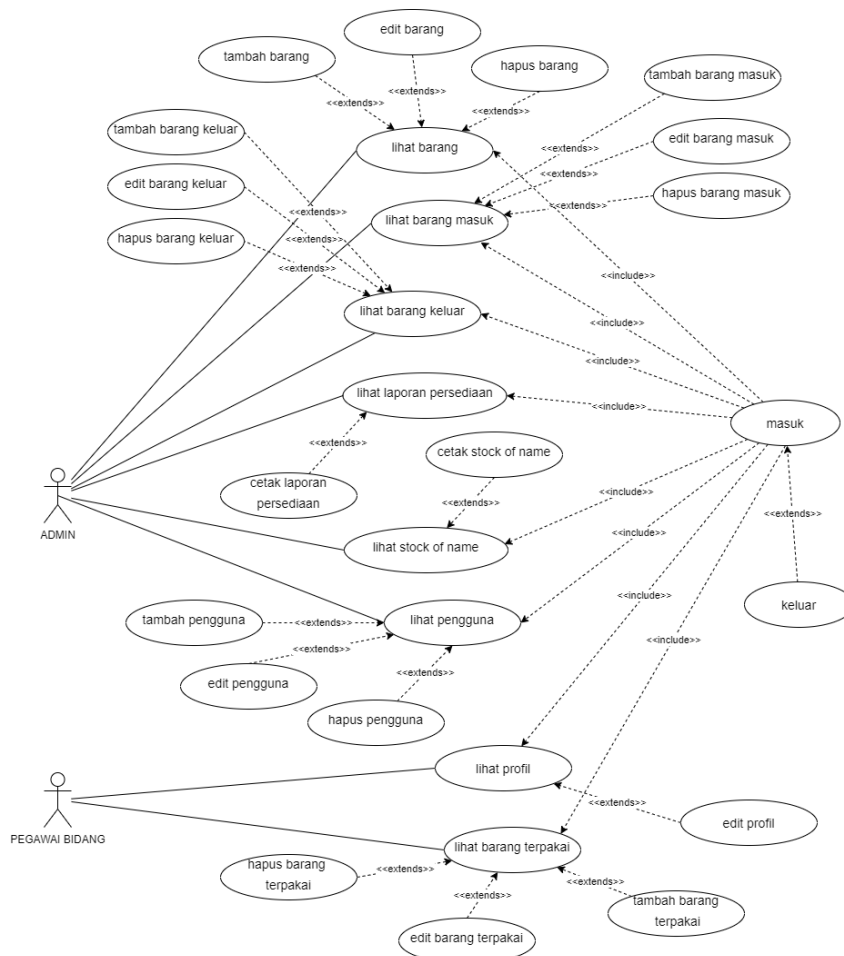 edit barang
tambah barang
hapus barang
tambah barang masuk
<<extends>>
<<extends>>
<<extends>>
tambah barang keluar
lihat barang
<<extends>>
edit barang masuk
edit barang keluar
<<extends>>
hapus barang masuk
<<extends>>
<<extends>>
lihat barang masuk
hapus barang keluar
<<extends>>
<<extends>>
<<include>>
lihat barang keluar
<<include>>
<<include>>
lihat laporan persediaan
<<include>>
masuk
<<extends>>
cetak stock of name
cetak laporan
persediaan
<<extends>>
<<include>>
<<extends>>
ADMIN
<<include>>
lihat stock of name
<<include>>
keluar
tambah pengguna
<<extends>>
lihat pengguna
<<include>>
<<extends>>
edit pengguna
<<extends>>
hapus pengguna
lihat profil
<<extends>>
PEGAWAI BIDANG
edit profil
lihat barang terpakai
hapus barang
terpakai
<<extends>>
<<extends>>
tambah barang
terpakai
<<extends>>
edit barang terpakai